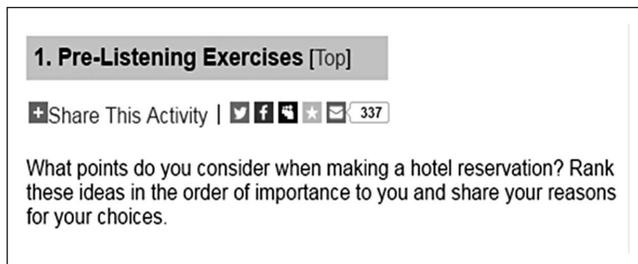 1. Pre-Listening Exercises [Top]
Share This Activity | 337
What points do you consider when making a hotel reservation? Rank
these ideas in the order of importance to you and share your reasons
for your choices.